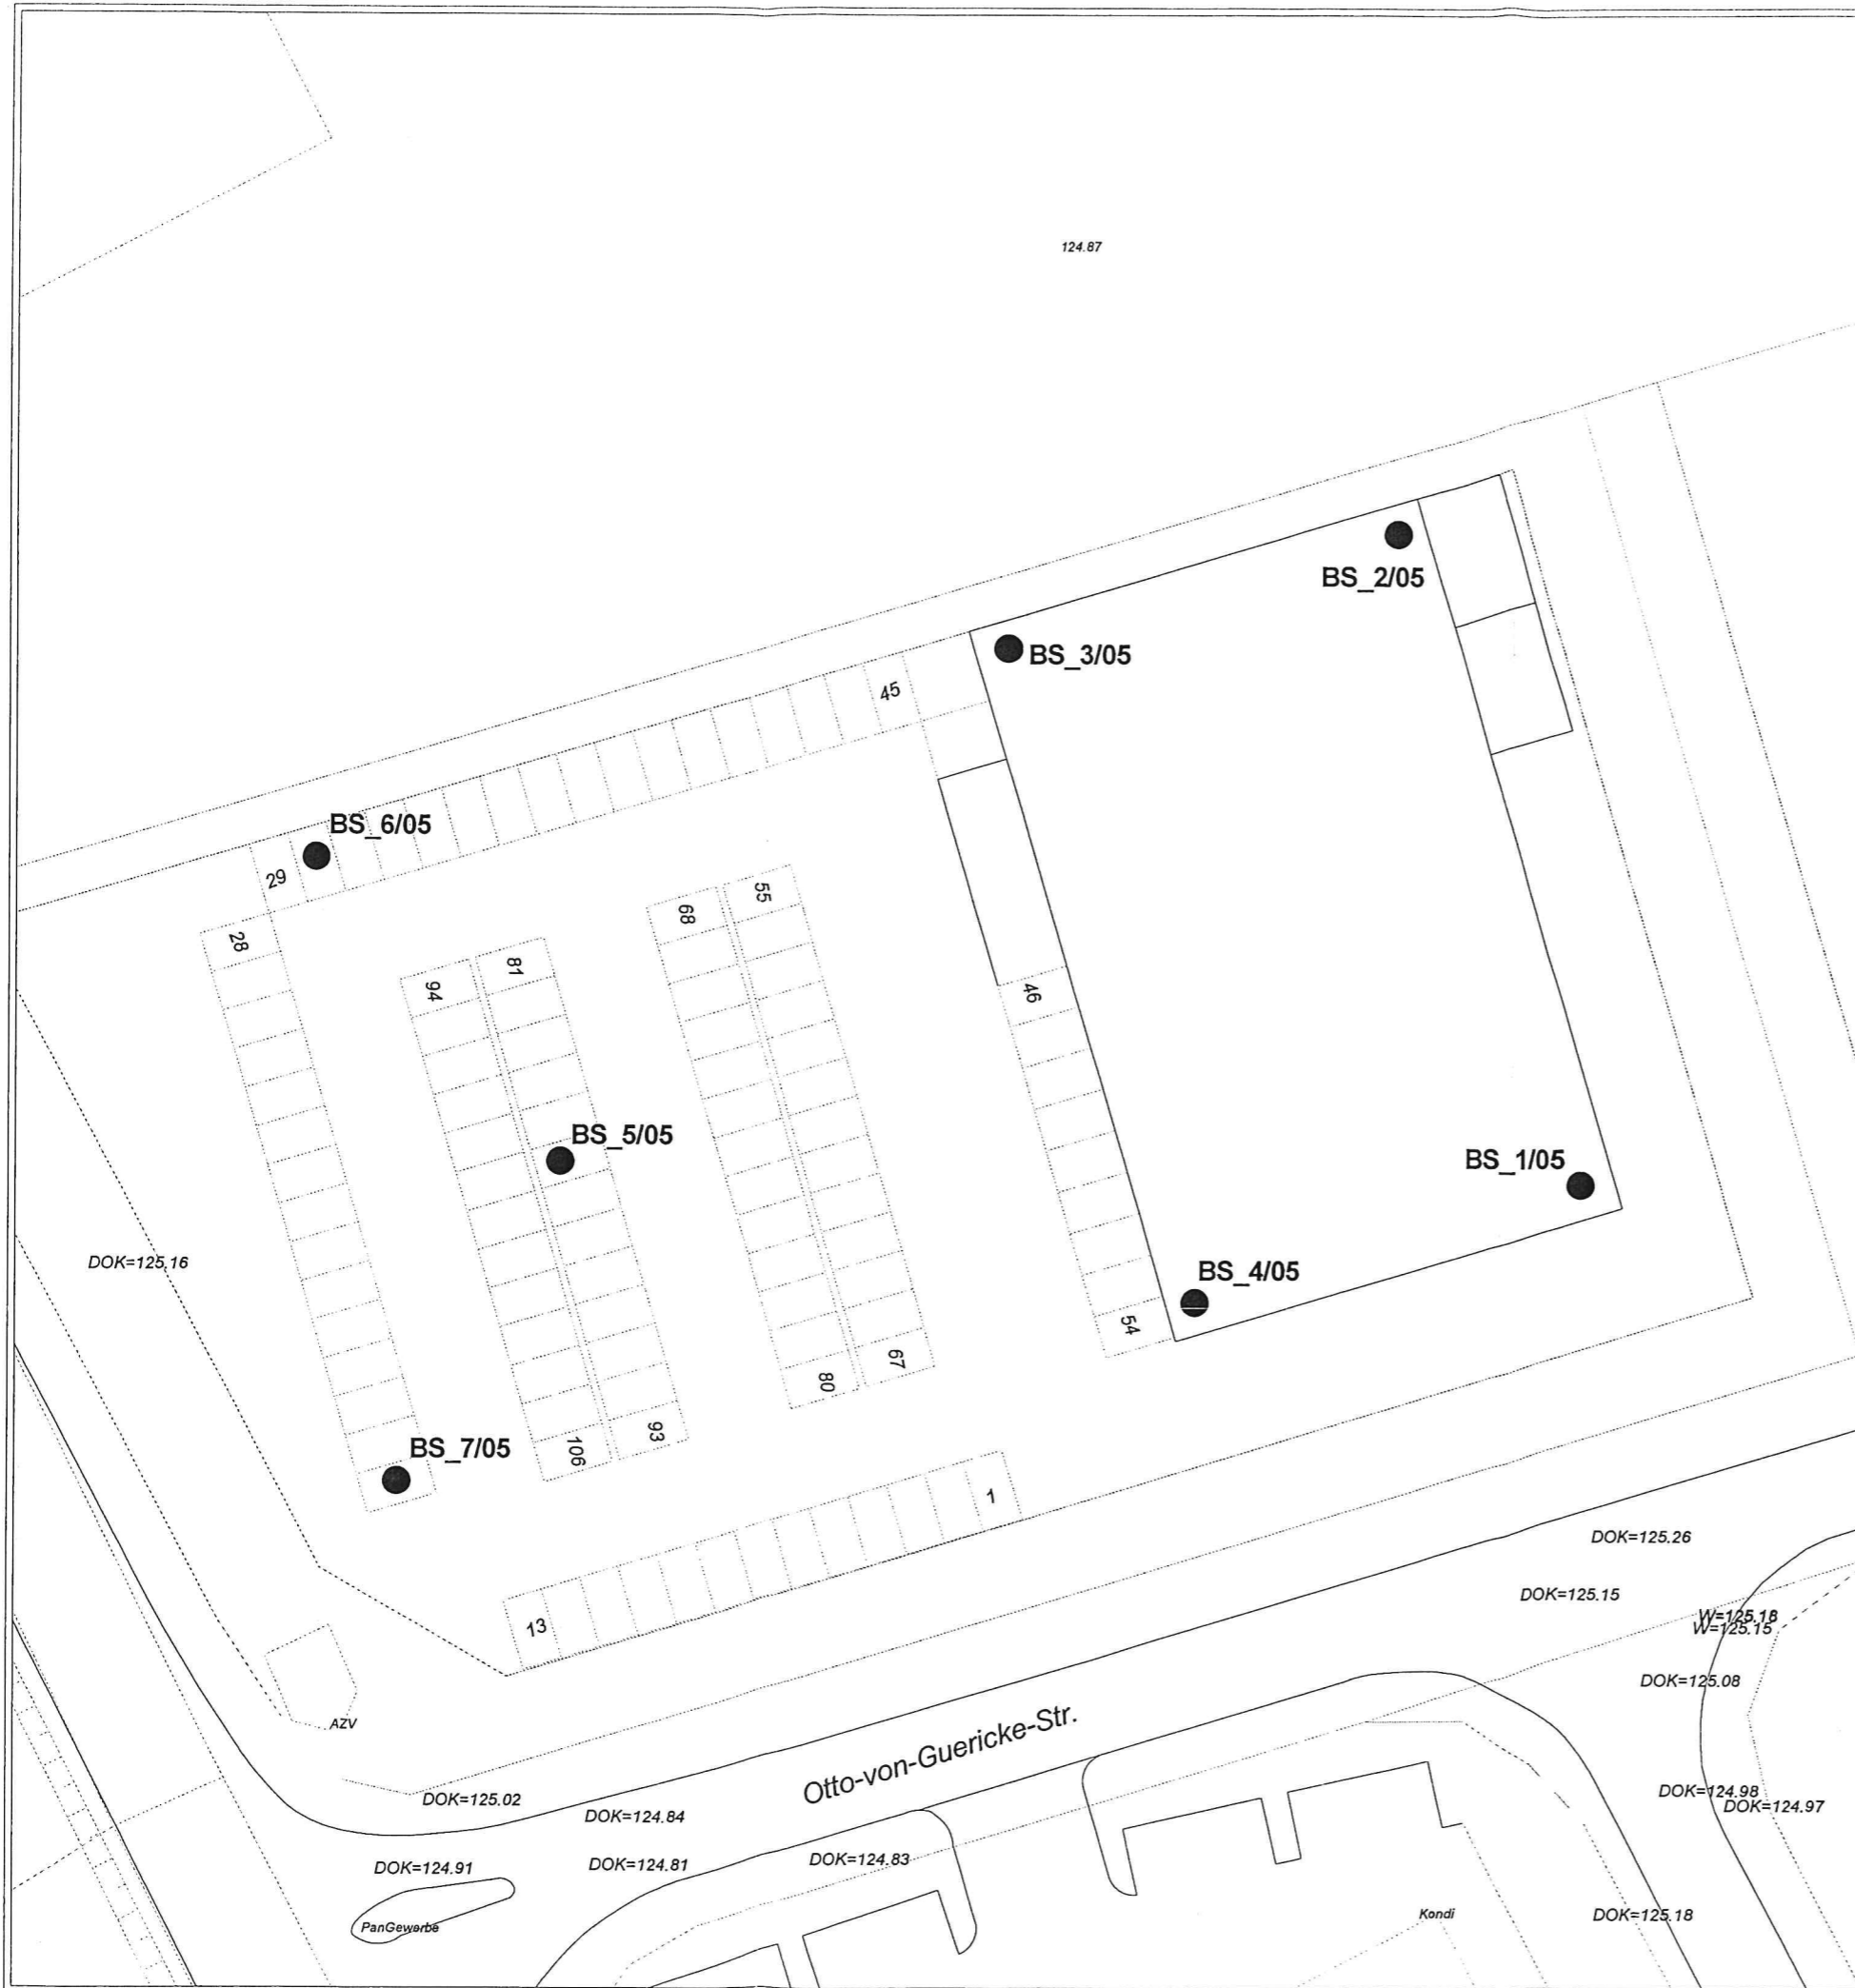 124.87
BS_2/05
BS_3/05
45
BS_6/05
29
55
68
28
81
94
46
BS_5/05
BS_1/05
DOK=125.16
BS_4/05
54
67
80
93
106
BS_7/05
1
DOK=125.26
DOK=125.15
13
W=125.18
W=125.15
DOK=125.08
AZV
Otto-von-Guericke-Str.
DOK=124.98
DOK=125.02
DOK=124.97
DOK=124.84
DOK=124.83
DOK=124.81
DOK=124.91
Kondi
DOK=125.18
PanGewerbe